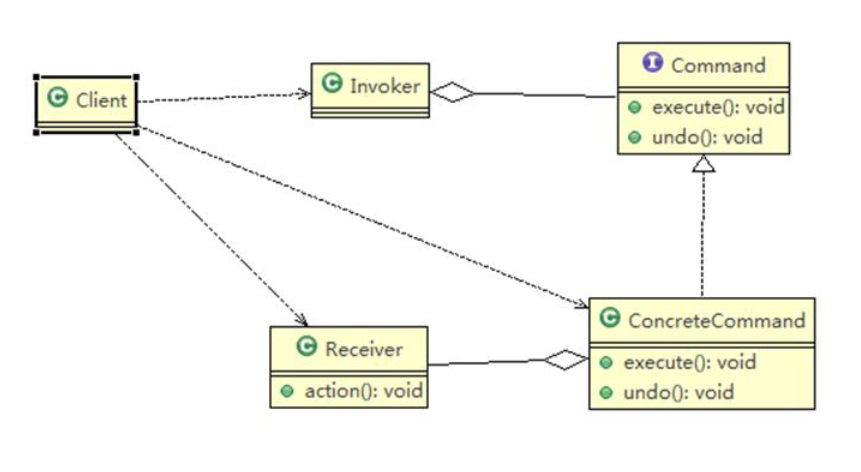 C Client
C Invoker
I Command
execute(): void
undo(): void
C Receiver
action(): void
C ConcreteCommand
execute(): void
undo(): void